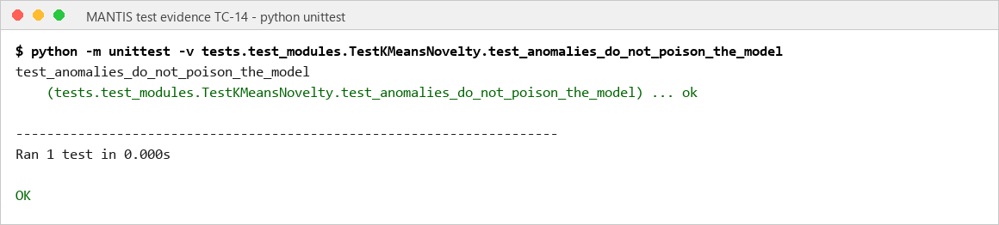 MANTIS test evidence TC-14 - python unittest
$ python -m unittest -v tests.test_modules.TestKMeansNovelty.test_anomalies_do_not_poison_the_model
test_anomalies_do_not_poison_the_model
(tests.test_modules.TestKMeansNovelty.test_anomalies_do_not_poison_the_model) ... ok
----------------------------------------------------------------------
Ran 1 test in 0.000s
OK